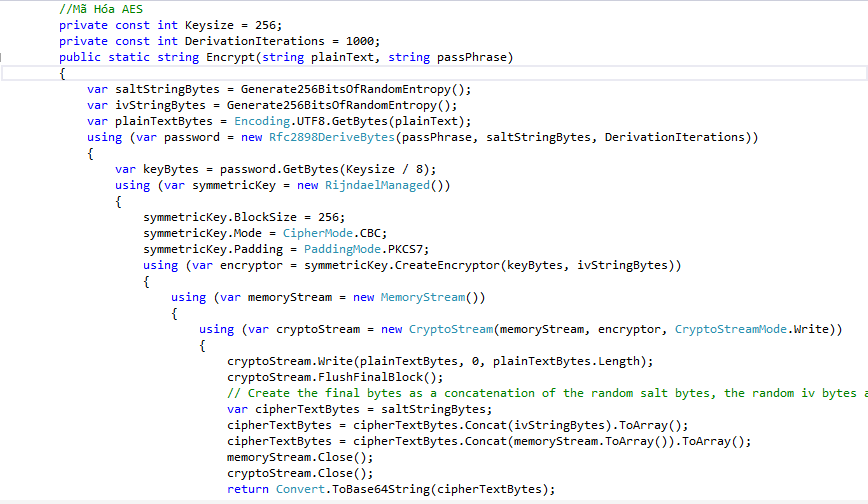 //Mã Hóa AES
private const int Keysize = 256;
private const int DerivationIterations = 1000;
public static string Encrypt(string plainText, string passPhrase)
{
var saltStringBytes = Generate256BitsOfRandomEntropy();
var ivStringBytes = Generate256BitsOfRandomEntropy();
var plainTextBytes = Encoding.UTF8.GetBytes(plainText);
using (var password = new Rfc2898DeriveBytes(passPhrase, saltStringBytes, DerivationIterations))
{
var keyBytes = password.GetBytes(Keysize / 8);
using (var symmetricKey = new RijndaelManaged())
{
symmetricKey.BlockSize = 256;
symmetricKey.Mode = CipherMode.CBC;
symmetricKey.Padding = PaddingMode.PKCS7;
using (var encryptor = symmetricKey.CreateEncryptor(keyBytes, ivStringBytes))
{
using (var memoryStream = new MemoryStream())
{
using (var cryptoStream = new CryptoStream(memoryStream, encryptor, CryptoStreamMode.Write))
{
cryptoStream.Write(plainTextBytes, 0, plainTextBytes.Length);
cryptoStream.FlushFinalBlock();
// Create the final bytes as a concatenation of the random salt bytes, the random iv bytes a
var cipherTextBytes = saltStringBytes;
cipherTextBytes = cipherTextBytes.Concat(ivStringBytes).ToArray();
cipherTextBytes = cipherTextBytes.Concat(memoryStream.ToArray()).ToArray();
memoryStream.Close();
cryptoStream.Close();
return Convert.ToBase64String(cipherTextBytes);